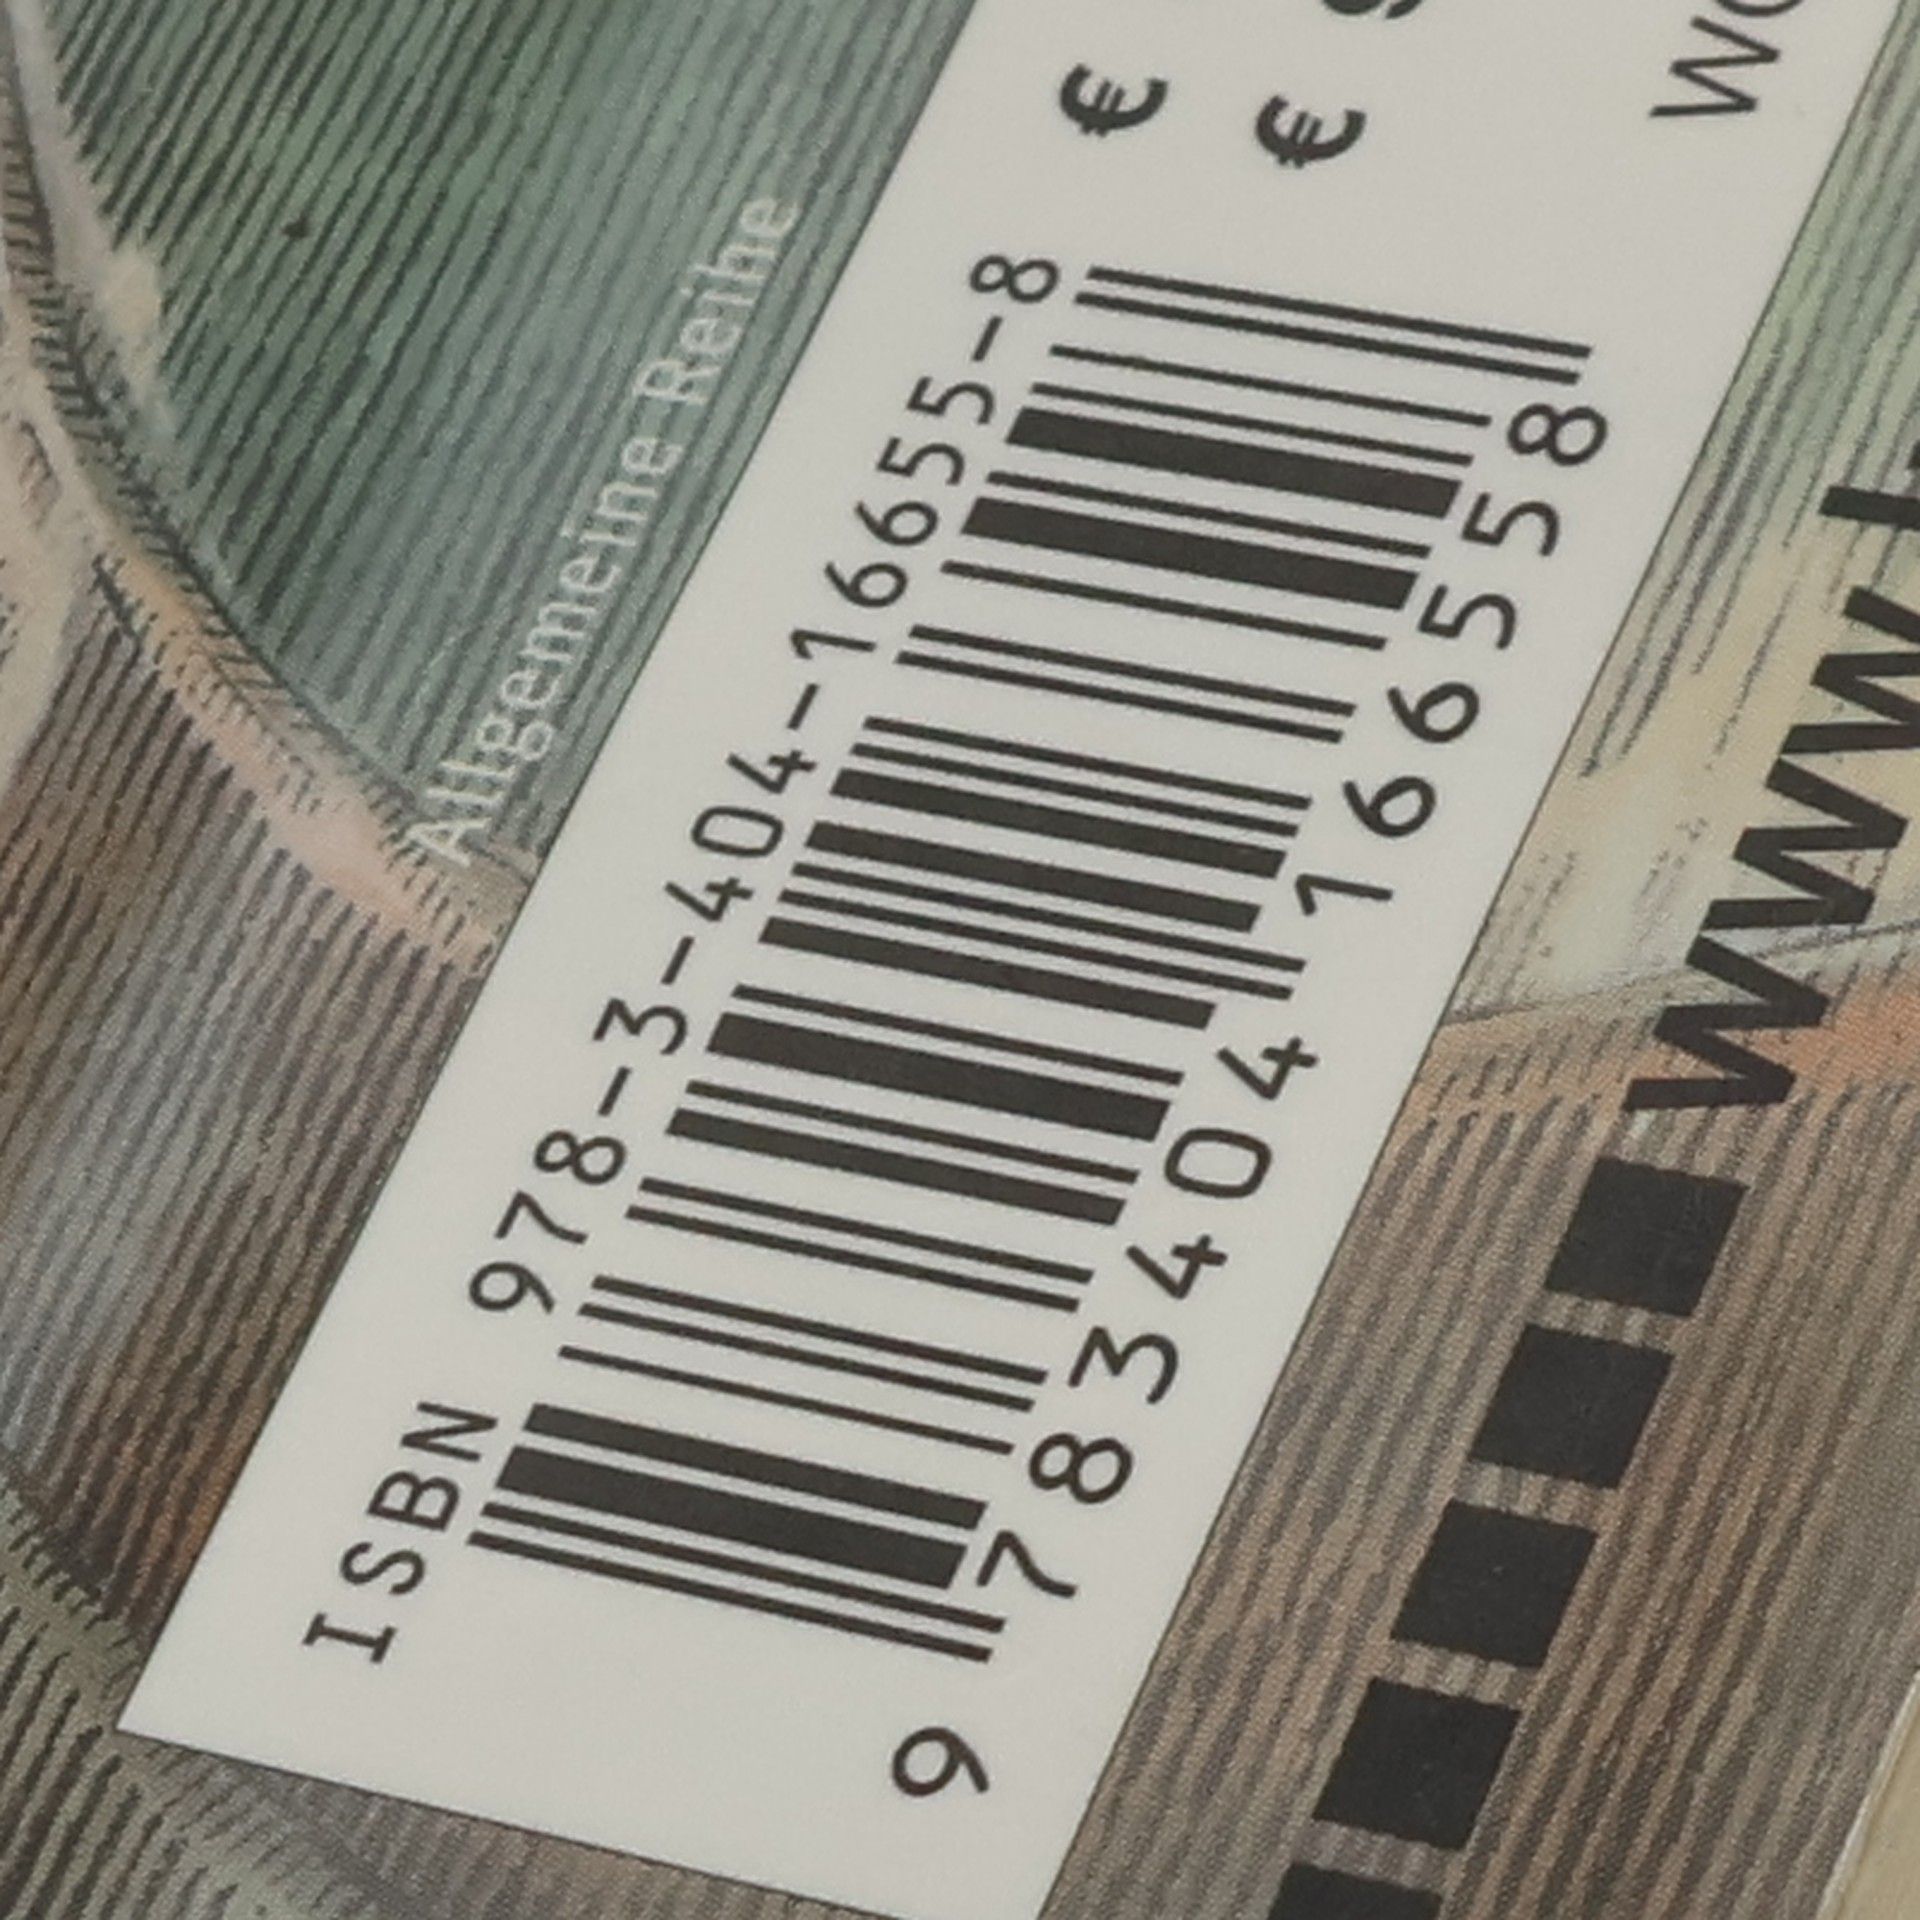 Allgemeine Reihe
ISBN 978-3-404-16655-8
9 783404 166558
€
€
www